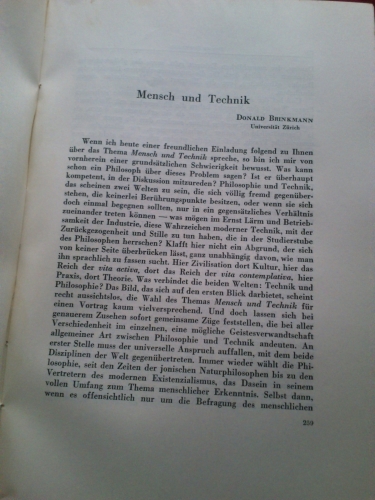 Mensch und Technik
DONALD BRINKMANN
Universität Zürich
Wenn ich heute einer freundlichen Einladung folgend zu Ihnen
über das Thema Mensch und Technik spreche, so bin ich mir von
vornherein einer grundsätzlichen Schwierigkeit bewusst. Was kann
schon ein Philosoph über dieses Problem sagen? Ist er überhaupt
kompetent, in der Diskussion mitzureden? Philosophie und Technik,
das scheinen zwei Welten zu sein, die sich völlig fremd gegenüber-
stehen, die keinerlei Berührungspunkte besitzen, oder wenn sie sich
doch einmal begegnen sollten, nur in ein gegensätzliches Verhältnis
zueinander treten können — was mögen im Ernst Lärm und Betrieb-
samkeit der Industrie, diese Wahrzeichen moderner Technik, mit der
Zurückgezogenheit und Stille zu tun haben, die in der Studierstube
des Philosophen herrschen? Klafft hier nicht ein Abgrund, der sich
von keiner Seite überbrücken lässt, ganz unabhängig davon, wie man
ihn sprachlich zu fassen sucht. Hier Zivilisation dort Kultur, hier das
Reich der vita activa, dort das Reich der vita contemplativa, hier
Praxis, dort Theorie. Was verbindet die beiden Welten: Technik und
Philosophie? Das Bild, das sich auf den ersten Blick darbietet, scheint
recht aussichtslos, die Wahl des Themas Mensch und Technik für
einen Vortrag kaum vielversprechend. Und doch lassen sich bei
genauerem Zusehen sofort gemeinsame Züge feststellen, die bei aller
Verschiedenheit im einzelnen, eine mögliche Geistesverwandtschaft
allgemeiner Art zwischen Philosophie und Technik andeuten. An
erster Stelle muss der universelle Anspruch auffallen, mit dem beide
Disziplinen der Welt gegenübertreten. Immer wieder wählt die Phi-
losophie, seit den Zeiten der jonischen Naturphilosophen bis zu den
Vertretern des modernen Existenzialismus, das Dasein in seinem
vollen Umfang zum Thema menschlicher Erkenntnis. Selbst dann,
wenn es offensichtlich nur um die Befragung des menschlichen
259